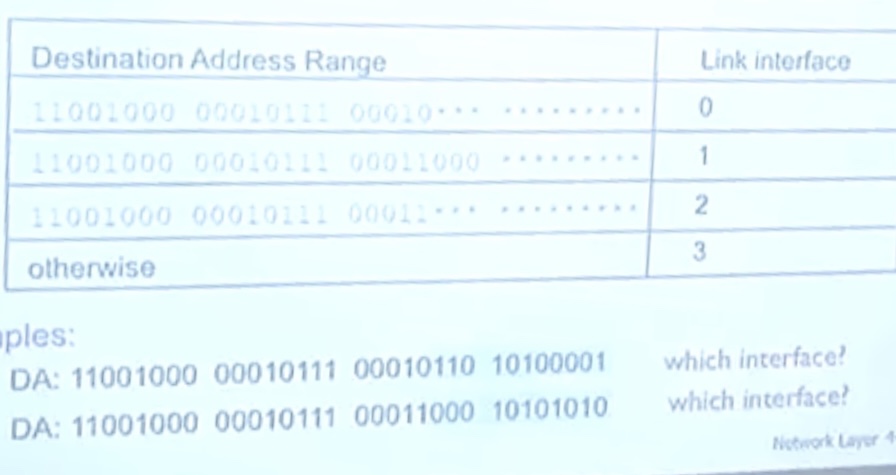 Destination Address Range Link interface
11001000 00010111 00010*** ********* 0
11001000 00010111 00011000 ********* 1
11001000 00010111 00011*** ********* 2
otherwise 3
ples:
DA: 11001000 00010111 00010110 10100001 which interface?
DA: 11001000 00010111 00011000 10101010 which interface?
Network Layer 4